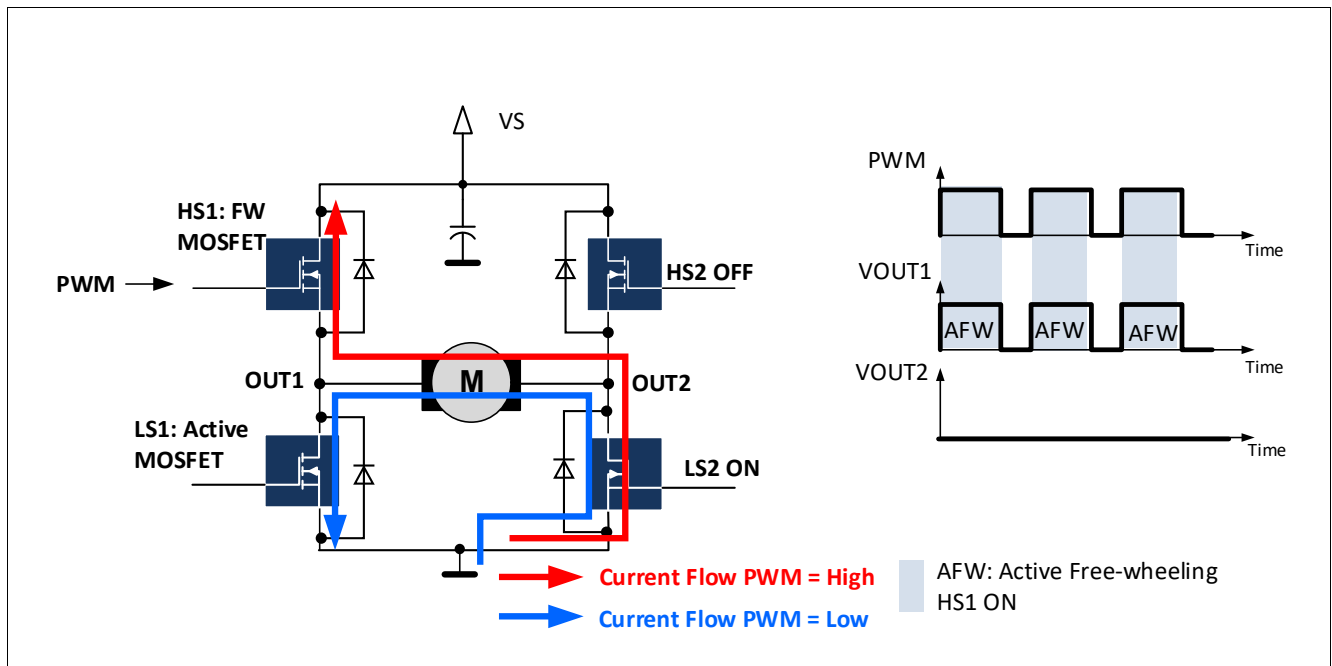 VS
HS1: FW
MOSFET
PWM
HS2 OFF
OUT1
M
OUT2
LS1: Active
MOSFET
LS2 ON
Current Flow PWM = High
Current Flow PWM = Low
PWM
Time
VOUT1
AFW
AFW
AFW
Time
VOUT2
Time
AFW: Active Free-wheeling
HS1 ON